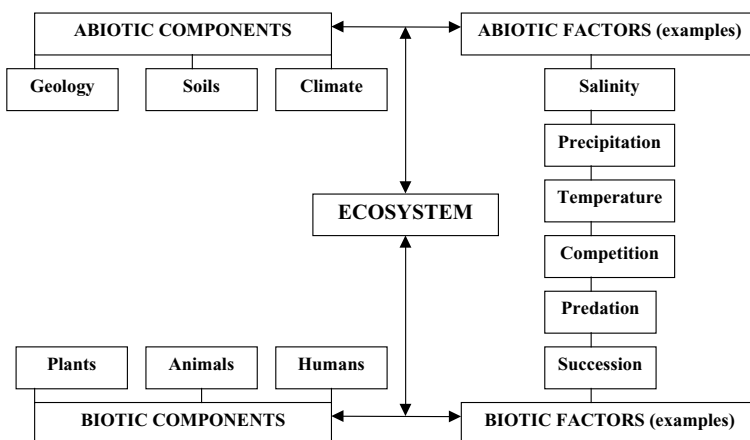 ABIOTIC COMPONENTS
ABIOTIC FACTORS (examples)
Geology
Soils
Climate
Salinity
Precipitation
Temperature
ECOSYSTEM
Competition
Predation
Plants
Animals
Humans
Succession
BIOTIC COMPONENTS
BIOTIC FACTORS (examples)